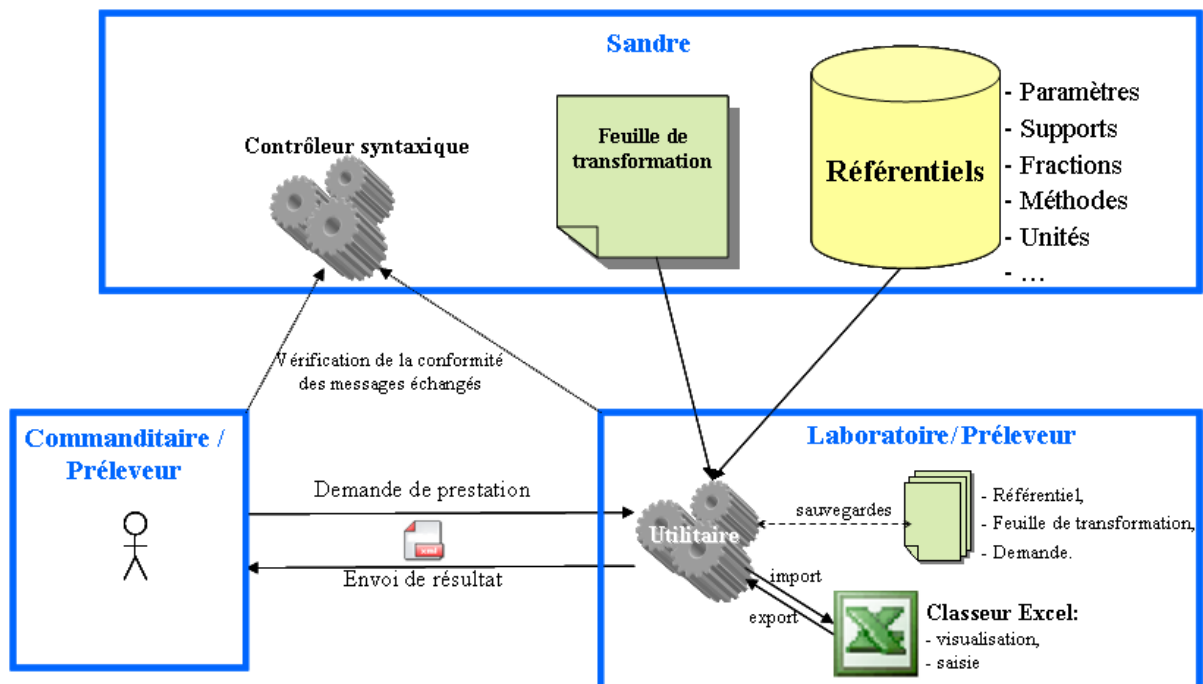 Sandre
Contrôleur syntaxique
Feuille de
transformation
Référentiels
- Paramètres
- Supports
- Fractions
- Méthodes
- Unités
- ...
Vérification de la conformité
des messages échangés
Commanditaire /
Préleveur
Demande de prestation
xml
Envoi de résultat
Laboratoire/Préleveur
Utilitaire
sauvegardes
- Référentiel,
- Feuille de transformation,
- Demande.
import
export
Classeur Excel:
- visualisation,
- saisie